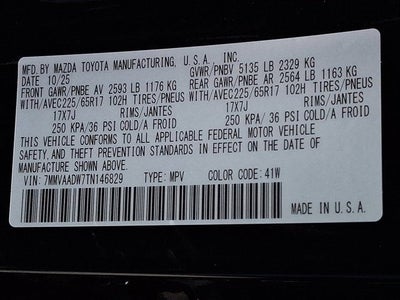 MFD.BY MAZDA TOYOTA MANUFACTURING, U.S.A., INC.
DATE 10/25 GVWR/PNBV 5135 LB 2329 KG
FRONT GAWR/PNBE AV 2593 LB 1176 KG REAR GAWR/PNBE AR 2564 LB 1163 KG
WITH/AVEC225/65R17 102H TIRES/PNEUS WITH/AVEC225/65R17 102H TIRES/PNEUS
17X7J RIMS/JANTES 17X7J RIMS/JANTES
250 KPA/36 PSI COLD/A FROID 250 KPA/36 PSI COLD/A FROID
THIS VEHICLE CONFORMS TO ALL APPLICABLE FEDERAL MOTOR VEHICLE
SAFETY,AND THEFT PREVENTION STANDARDS IN EFFECT ON THE DATE OF
MANUFACTURE SHOWN ABOVE.
VIN: 7MMVAADW7TN146829 TYPE: MPV COLOR CODE: 41W
MADE IN U.S.A.